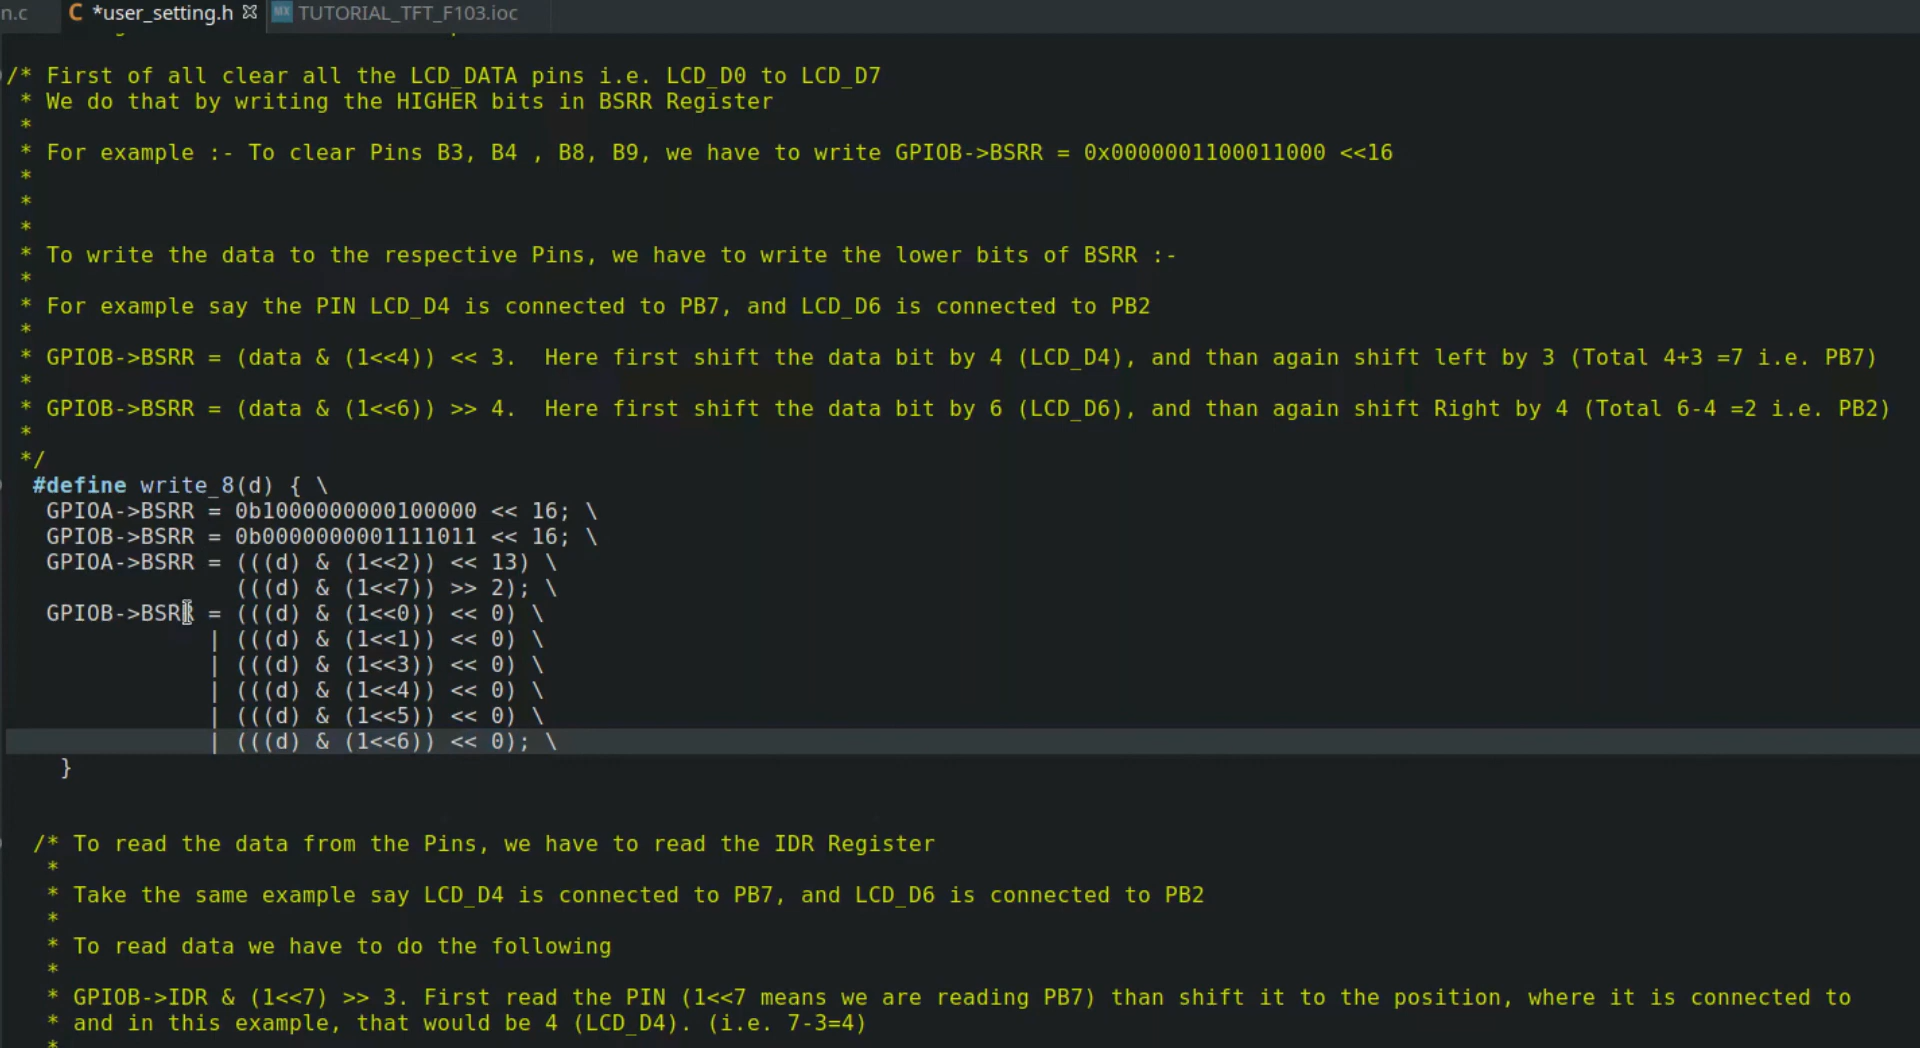 n.c
*user_setting.h
TUTORIAL_TFT_F103.ioc
/* First of all clear all the LCD_DATA pins i.e. LCD_D0 to LCD_D7
* We do that by writing the HIGHER bits in BSRR Register
*
* For example :- To clear Pins B3, B4 , B8, B9, we have to write GPIOB->BSRR = 0x0000001100011000 <<16
*
*
*
* To write the data to the respective Pins, we have to write the lower bits of BSRR :-
*
* For example say the PIN LCD_D4 is connected to PB7, and LCD_D6 is connected to PB2
*
* GPIOB->BSRR = (data & (1<<4)) << 3.  Here first shift the data bit by 4 (LCD_D4), and than again shift left by 3 (Total 4+3 =7 i.e. PB7)
*
* GPIOB->BSRR = (data & (1<<6)) >> 4.  Here first shift the data bit by 6 (LCD_D6), and than again shift Right by 4 (Total 6-4 =2 i.e. PB2)
*
*/
#define write_8(d) { \
GPIOA->BSRR = 0b1000000000100000 << 16; \
GPIOB->BSRR = 0b0000000001111011 << 16; \
GPIOA->BSRR = (((d) & (1<<2)) << 13) \
(((d) & (1<<7)) >> 2); \
GPIOB->BSRR = (((d) & (1<<0)) << 0) \
| (((d) & (1<<1)) << 0) \
| (((d) & (1<<3)) << 0) \
| (((d) & (1<<4)) << 0) \
| (((d) & (1<<5)) << 0) \
| (((d) & (1<<6)) << 0); \
}
/* To read the data from the Pins, we have to read the IDR Register
*
* Take the same example say LCD_D4 is connected to PB7, and LCD_D6 is connected to PB2
*
* To read data we have to do the following
*
* GPIOB->IDR & (1<<7) >> 3. First read the PIN (1<<7 means we are reading PB7) than shift it to the position, where it is connected to
* and in this example, that would be 4 (LCD_D4). (i.e. 7-3=4)
*